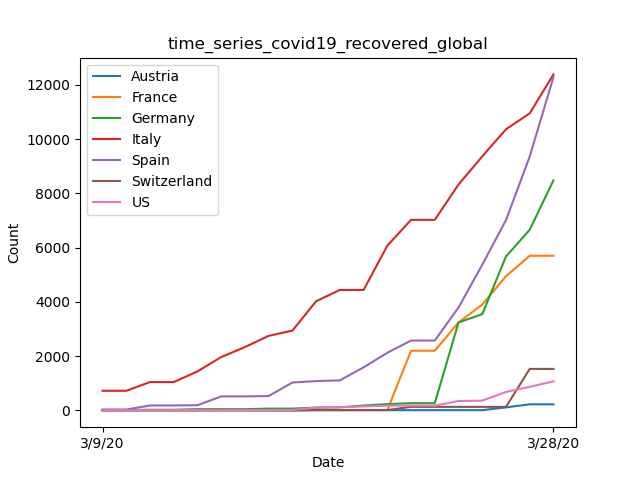 time_series_covid19_recovered_global
Austria
France
Germany
Italy
Spain
Switzerland
US
12000
10000
8000
6000
4000
2000
0
Count
3/9/20
3/28/20
Date